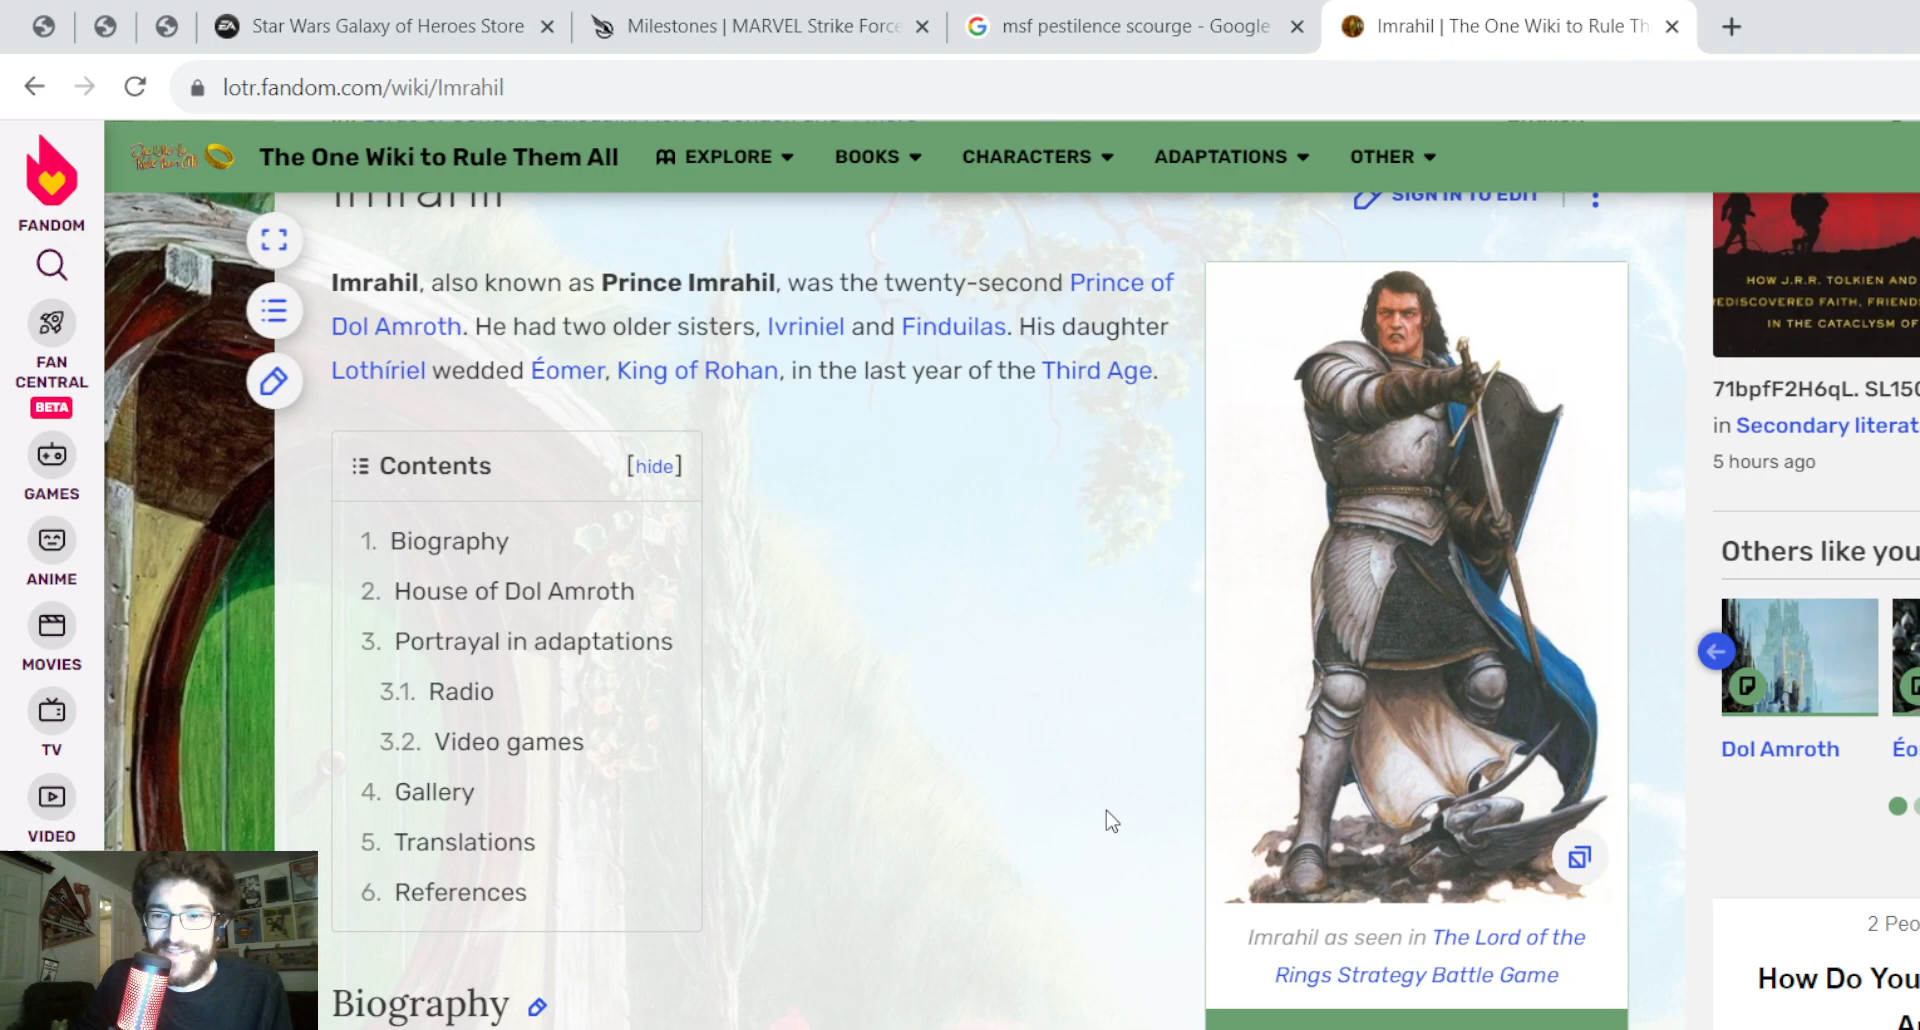 Star Wars Galaxy of Heroes Store
Milestones | MARVEL Strike Force
msf pestilence scourge - Google
Imrahil | The One Wiki to Rule Th
lotr.fandom.com/wiki/Imrahil
The One Wiki to Rule Them All
EXPLORE
BOOKS
CHARACTERS
ADAPTATIONS
OTHER
FANDOM
FAN
CENTRAL
BETA
GAMES
ANIME
MOVIES
TV
VIDEO
Imrahil
SIGN IN TO EDIT
Imrahil, also known as Prince Imrahil, was the twenty-second Prince of
Dol Amroth. He had two older sisters, Ivriniel and Finduilas. His daughter
Lothíriel wedded Éomer, King of Rohan, in the last year of the Third Age.
Contents [hide]
1. Biography
2. House of Dol Amroth
3. Portrayal in adaptations
3.1. Radio
3.2. Video games
4. Gallery
5. Translations
6. References
Biography
Imrahil as seen in The Lord of the
Rings Strategy Battle Game
HOW J.R.R. TOLKIEN AND
REDISCOVERED FAITH, FRIENDS
IN THE CATACLYSM OF
71bpfF2H6qL. SL150
in Secondary literat
5 hours ago
Others like you
Dol Amroth
Éo
2 Peo
How Do You